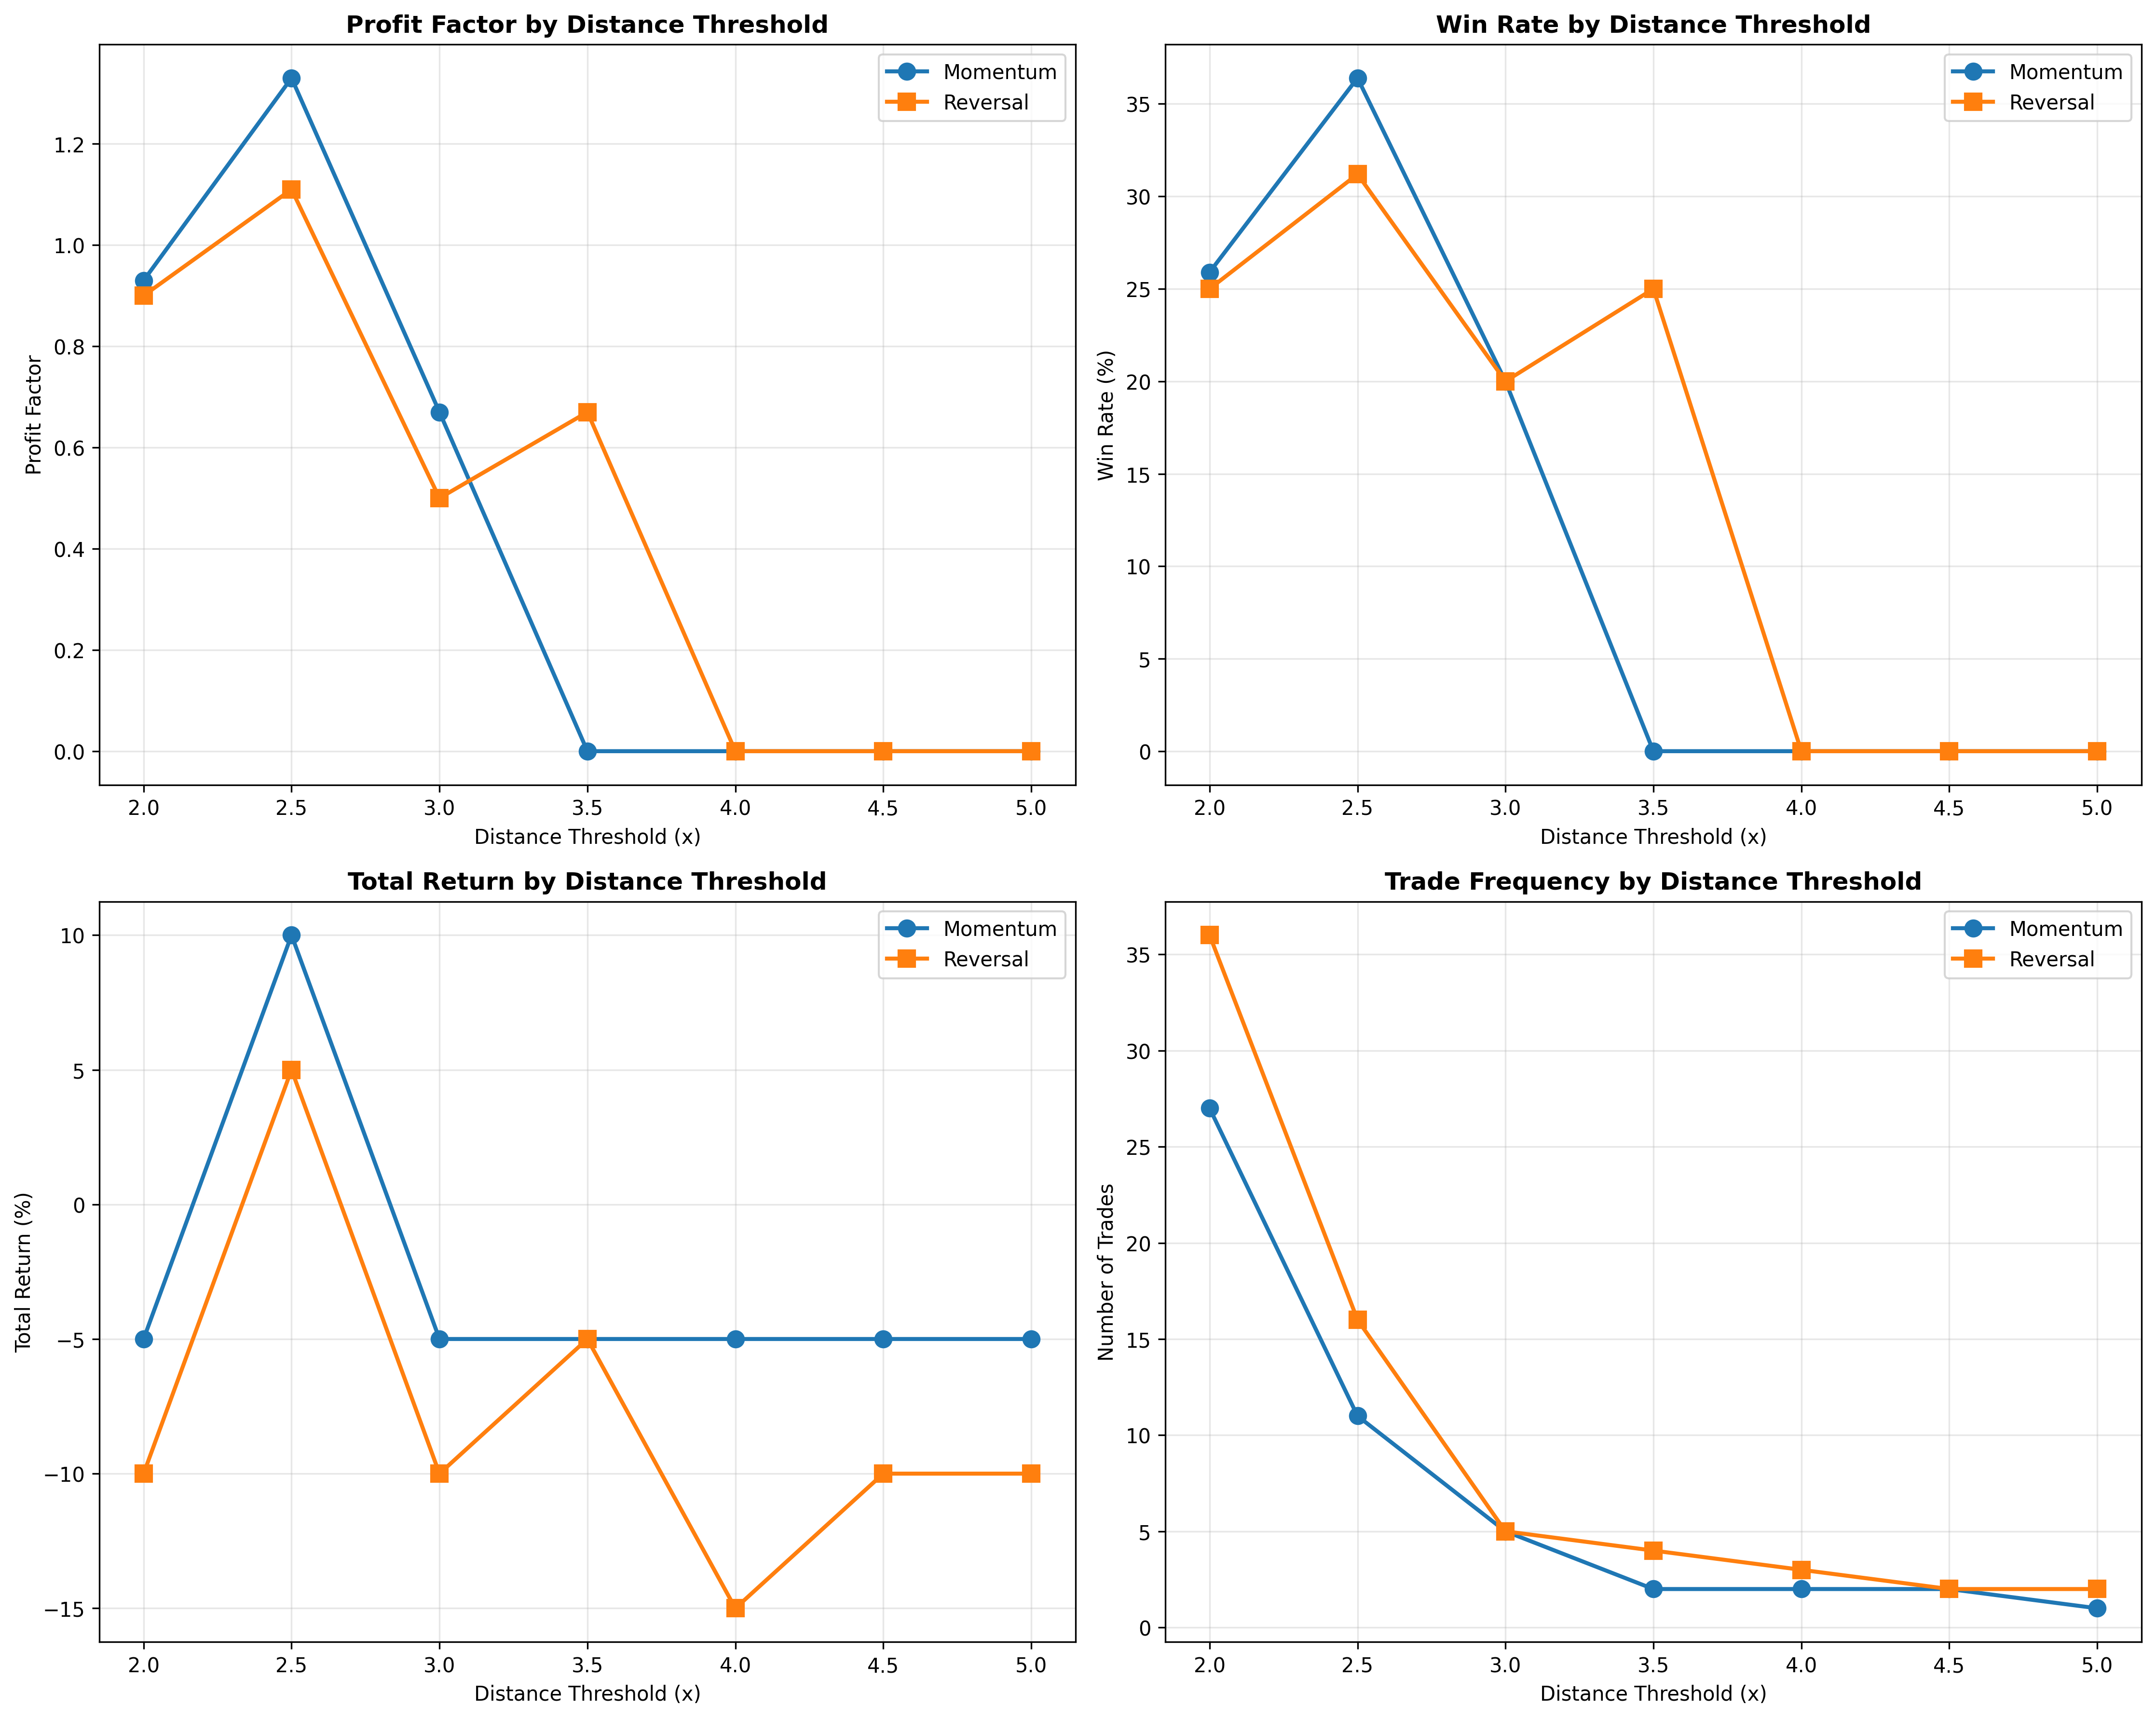 Profit Factor by Distance Threshold
Momentum
Reversal
Profit Factor
1.2
1.0
0.8
0.6
0.4
0.2
0.0
2.0 2.5 3.0 3.5 4.0 4.5 5.0
Distance Threshold (x)
Win Rate by Distance Threshold
Momentum
Reversal
Win Rate (%)
35
30
25
20
15
10
5
0
2.0 2.5 3.0 3.5 4.0 4.5 5.0
Distance Threshold (x)
Total Return by Distance Threshold
Momentum
Reversal
Total Return (%)
10
5
0
−5
−10
−15
2.0 2.5 3.0 3.5 4.0 4.5 5.0
Distance Threshold (x)
Trade Frequency by Distance Threshold
Momentum
Reversal
Number of Trades
35
30
25
20
15
10
5
0
2.0 2.5 3.0 3.5 4.0 4.5 5.0
Distance Threshold (x)